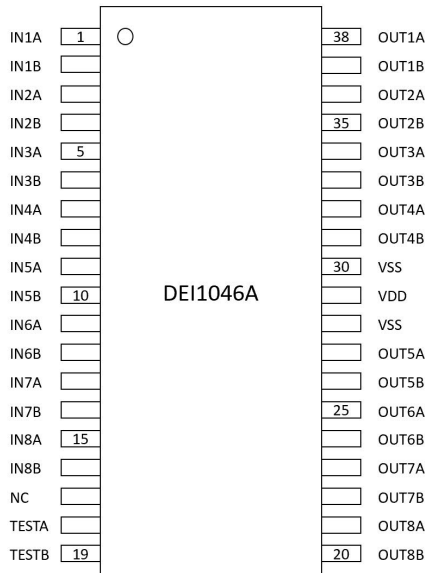 IN1A 1 38 OUT1A
IN1B OUT1B
IN2A OUT2A
IN2B 35 OUT2B
IN3A 5 OUT3A
IN3B OUT3B
IN4A OUT4A
IN4B OUT4B
IN5A 30 VSS
IN5B 10 DEI1046A VDD
IN6A VSS
IN6B OUT5A
IN7A OUT5B
IN7B 25 OUT6A
IN8A 15 OUT6B
IN8B OUT7A
NC OUT7B
TESTA OUT8A
TESTB 19 20 OUT8B